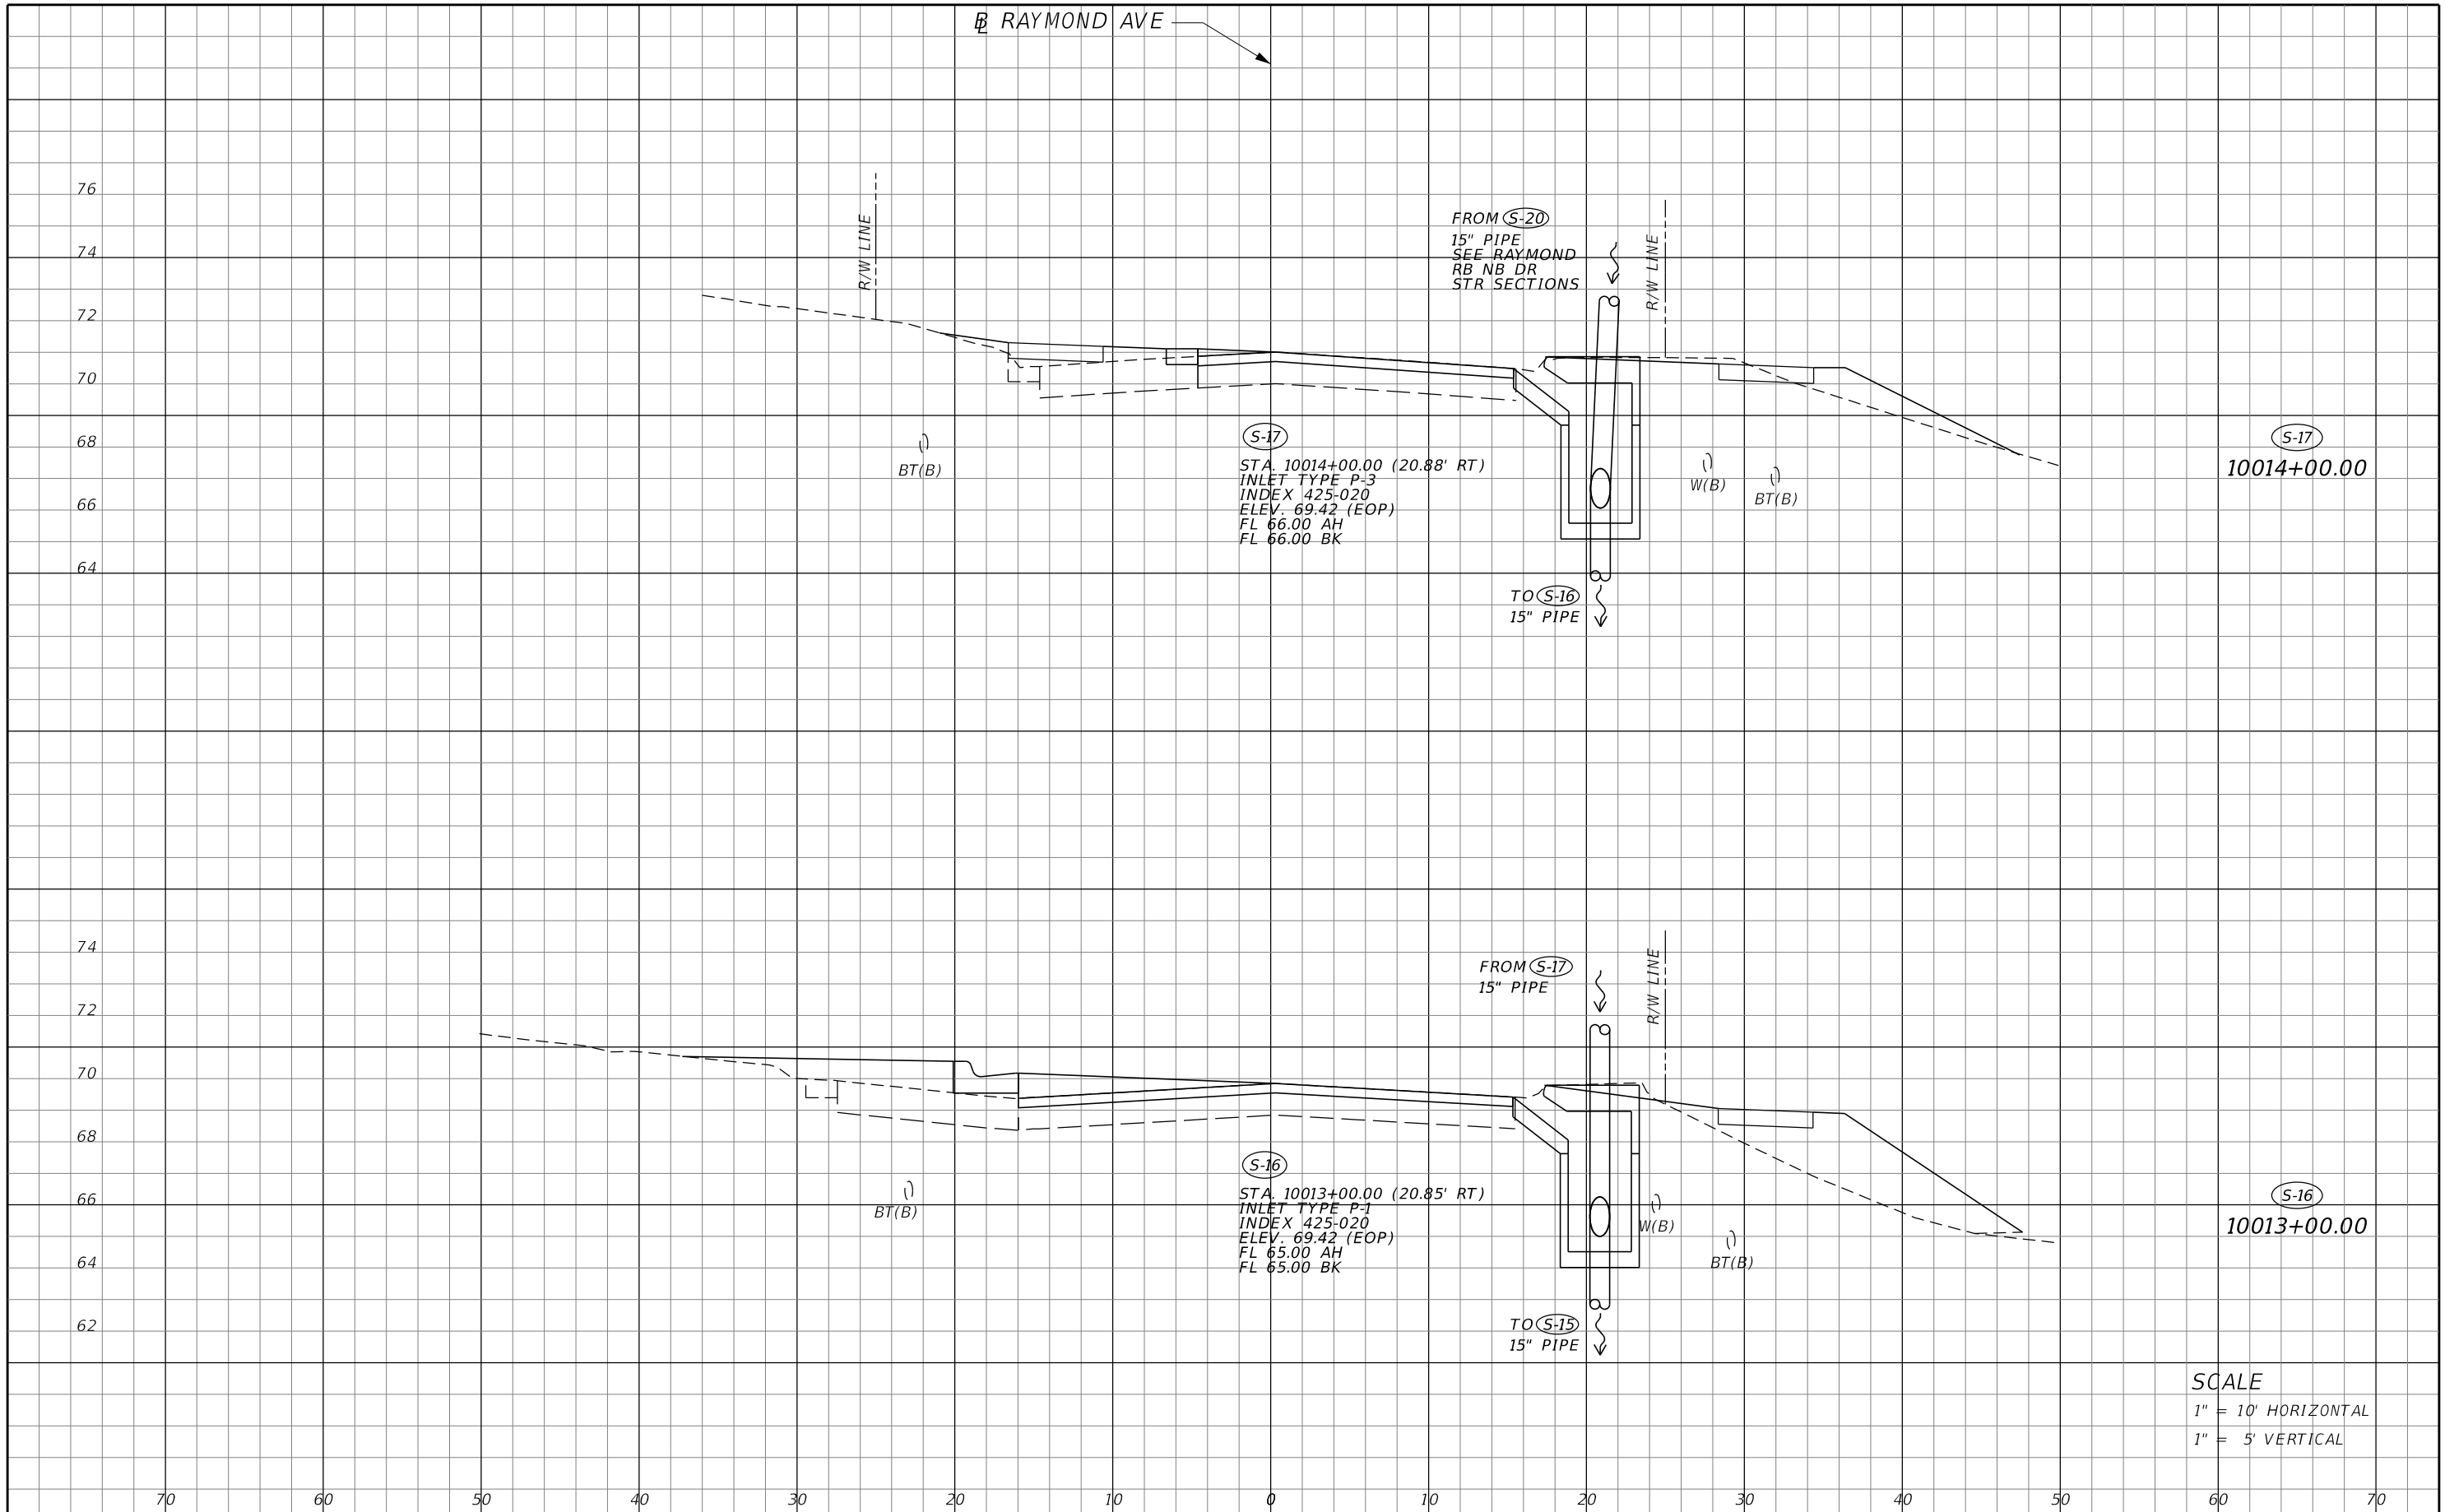 BL RAYMOND AVE
76
74
72
70
68
66
64
R/W LINE
FROM S-20
15" PIPE
SEE RAYMOND
RB NB DR
STR SECTIONS
R/W LINE
BT(B)
S-17
STA. 10014+00.00 (20.88' RT)
INLET TYPE P-3
INDEX 425-020
ELEV. 69.42 (EOP)
FL 66.00 AH
FL 66.00 BK
W(B)
BT(B)
S-17
10014+00.00
TO S-16
15" PIPE
74
72
70
68
66
64
62
FROM S-17
15" PIPE
R/W LINE
BT(B)
S-16
STA. 10013+00.00 (20.85' RT)
INLET TYPE P-1
INDEX 425-020
ELEV. 69.42 (EOP)
FL 65.00 AH
FL 65.00 BK
W(B)
BT(B)
S-16
10013+00.00
TO S-15
15" PIPE
SCALE
1" = 10' HORIZONTAL
1" = 5' VERTICAL
70 60 50 40 30 20 10 0 10 20 30 40 50 60 70